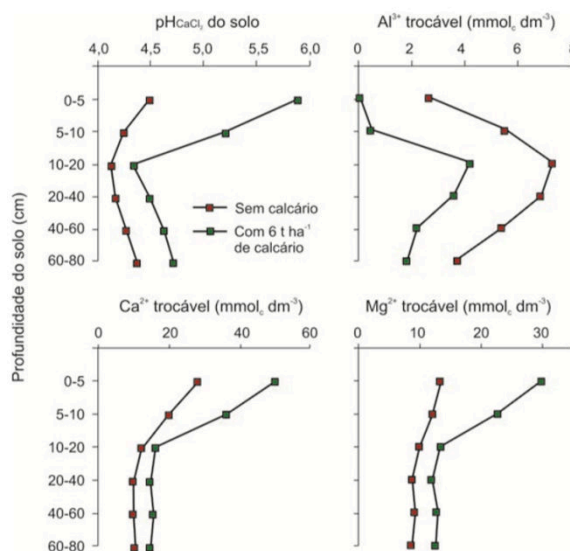 pHCaCl₂ do solo
Al³⁺ trocável (mmolc dm⁻³)
4,0 4,5 5,0 5,5 6,0
0 2 4 6 8
0-5
5-10
10-20
20-40
40-60
60-80
Sem calcário
Com 6 t ha⁻¹
de calcário
Profundidade do solo (cm)
Ca²⁺ trocável (mmolc dm⁻³)
Mg²⁺ trocável (mmolc dm⁻³)
0 20 40 60
0 10 20 30
0-5
5-10
10-20
20-40
40-60
60-80